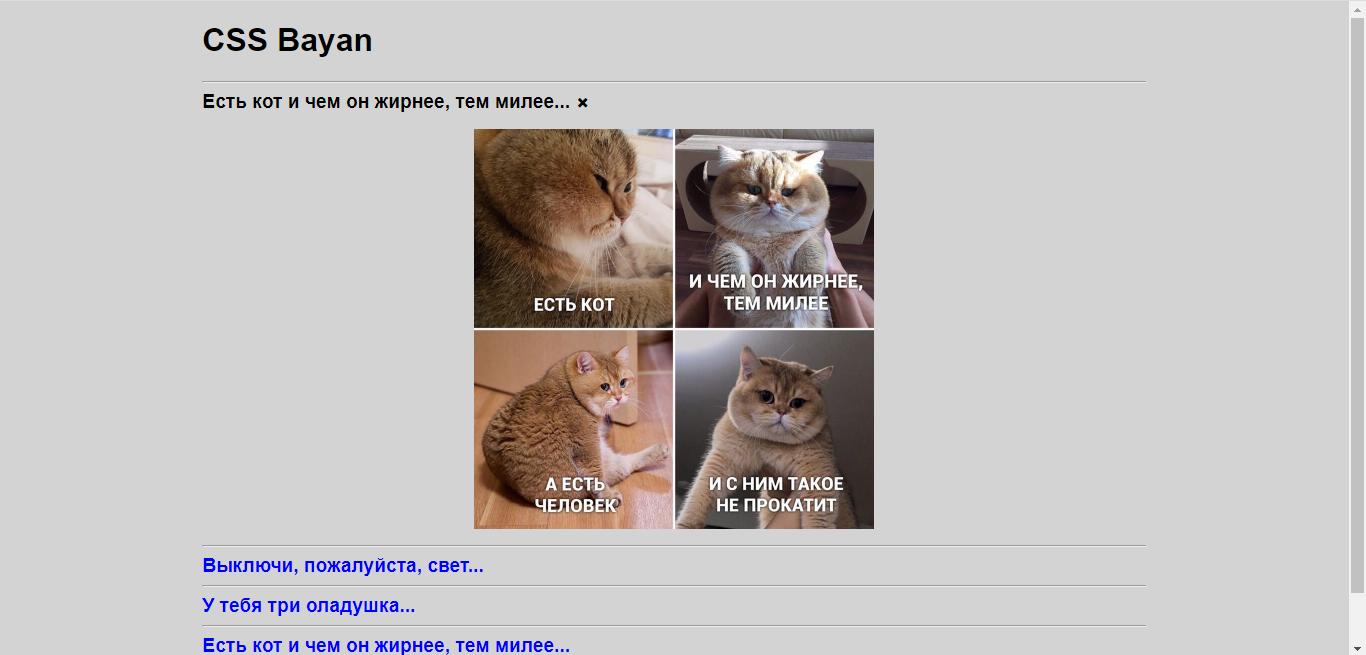 CSS Bayan
Есть кот и чем он жирнее, тем милее... ×
ЕСТЬ КОТ
И ЧЕМ ОН ЖИРНЕЕ,
ТЕМ МИЛЕЕ
А ЕСТЬ
ЧЕЛОВЕК
И С НИМ ТАКОЕ
НЕ ПРОКАТИТ
Выключи, пожалуйста, свет...
У тебя три оладушка...
Есть кот и чем он жирнее, тем милее...